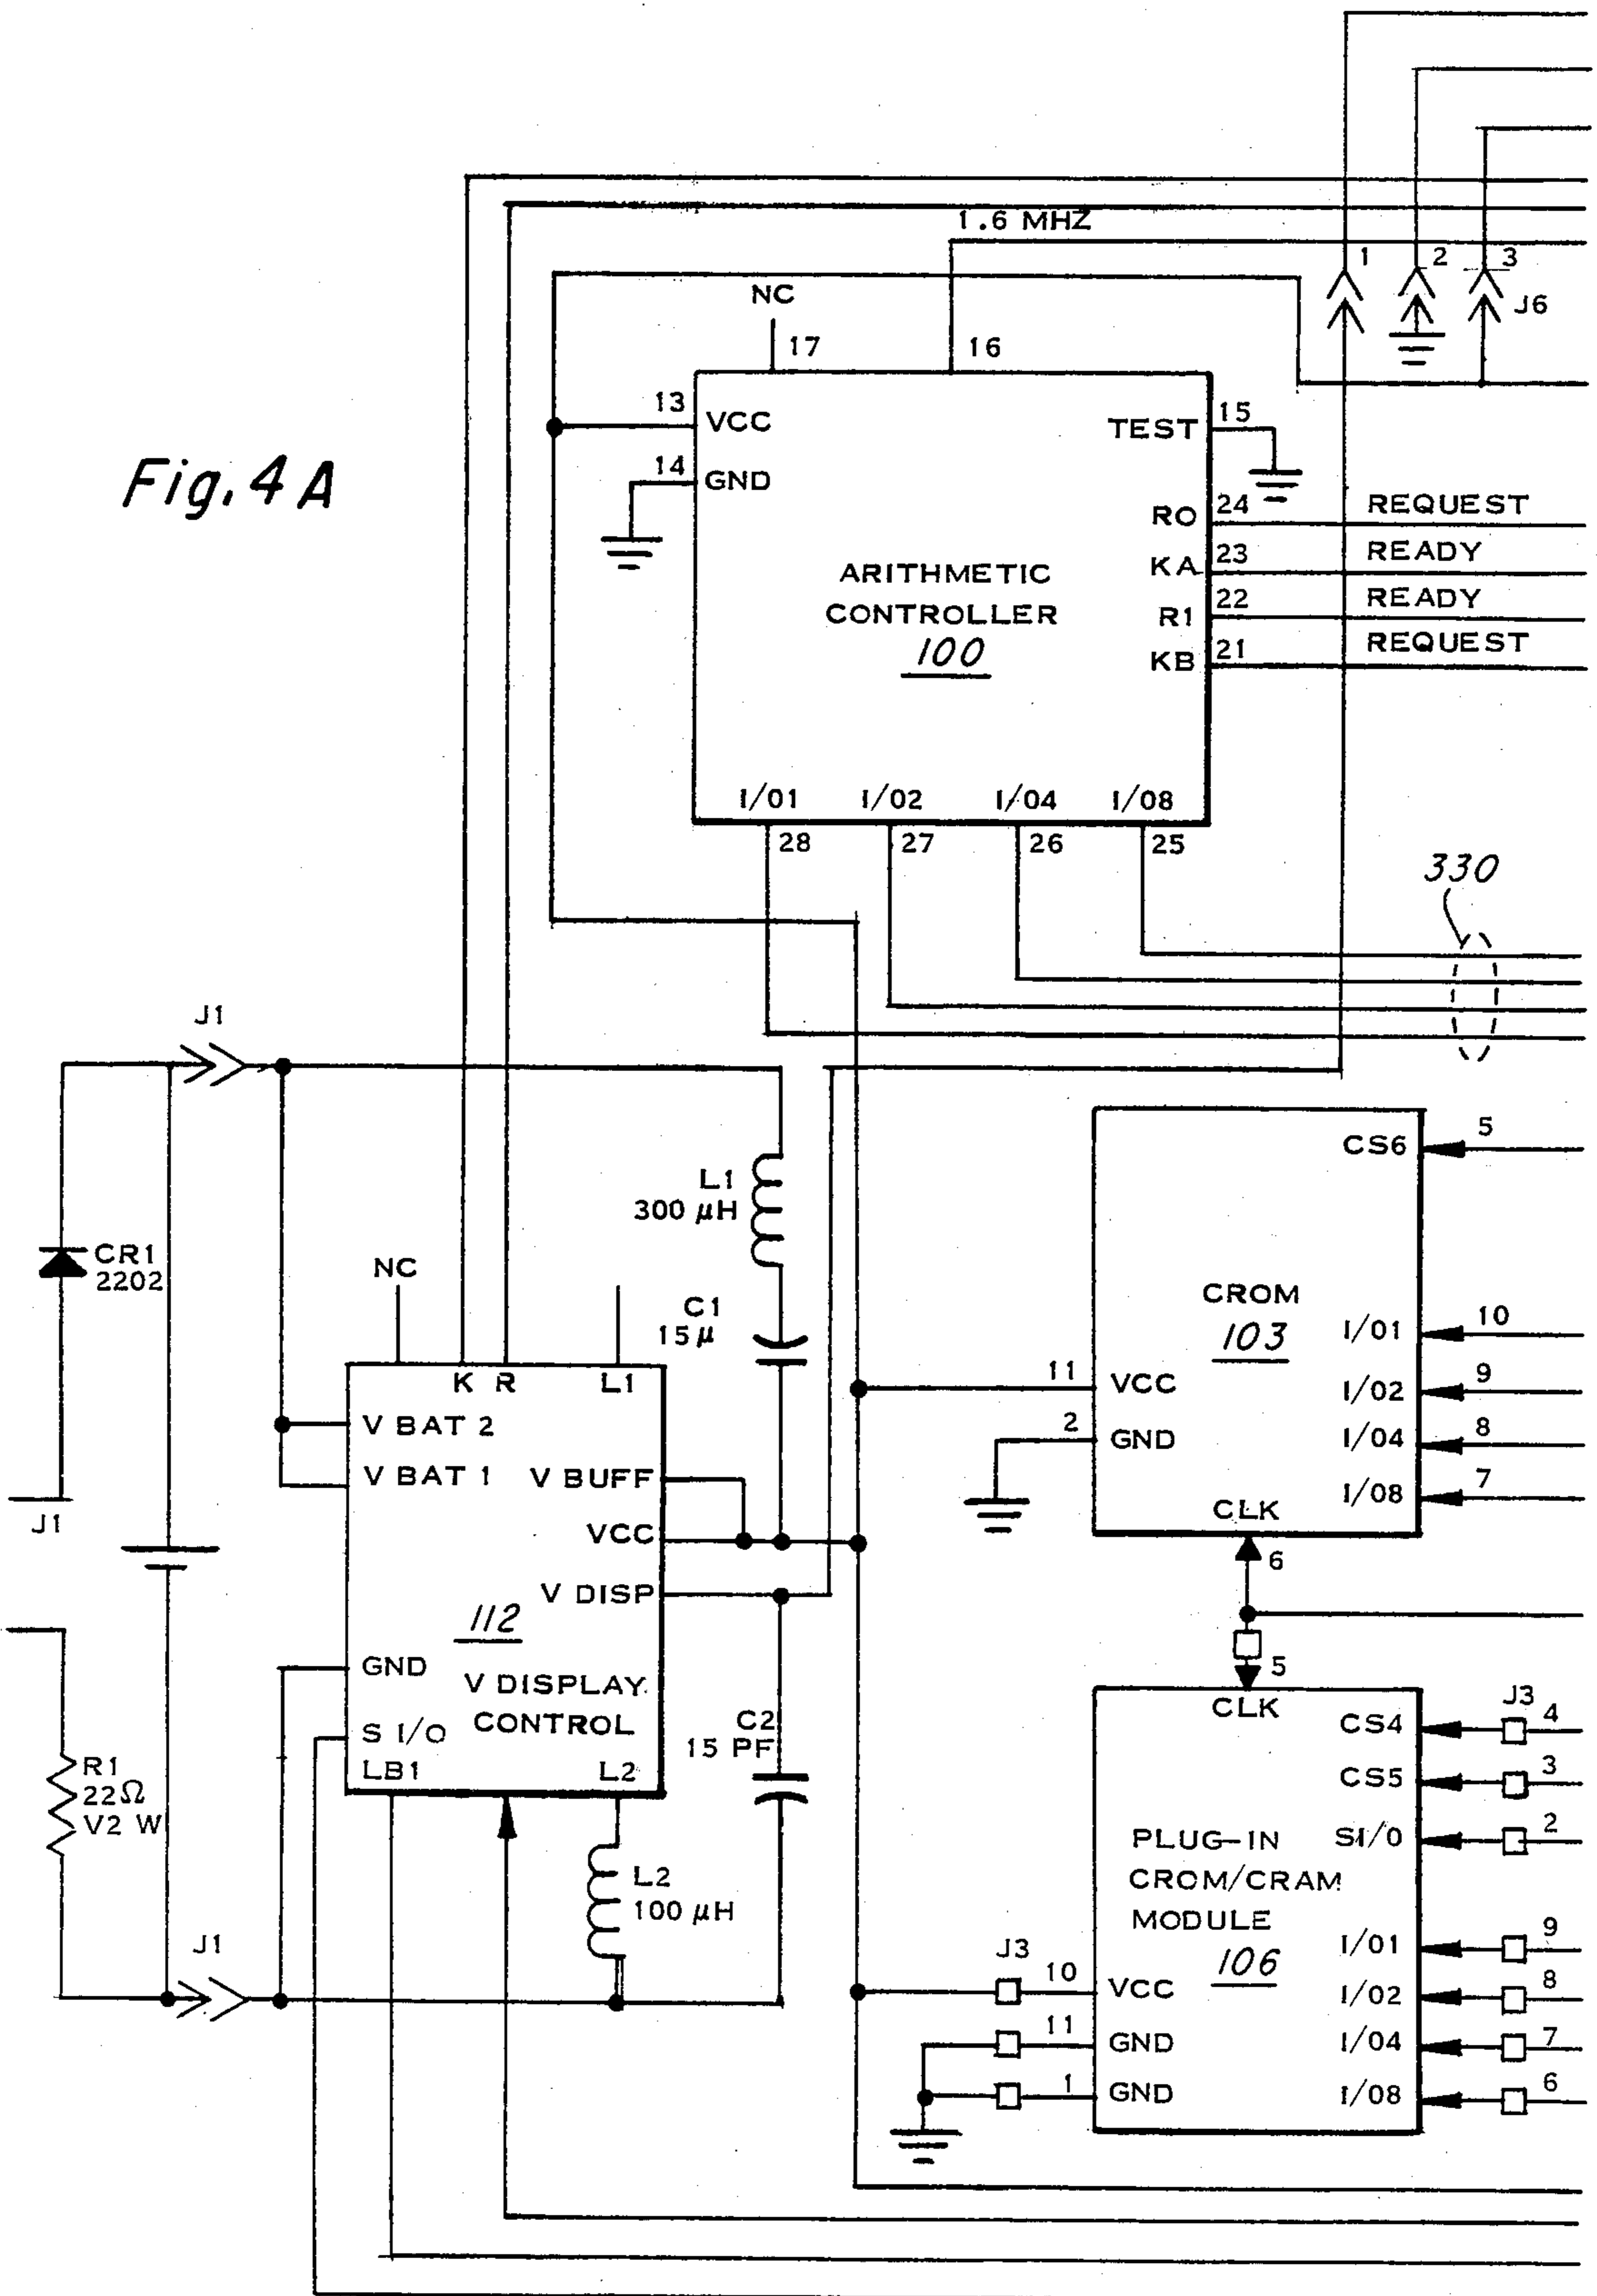 1.6 MHZ
1
2
3
J6
NC
17
16
13
VCC
TEST
15
14
GND
Fig. 4A
RO
24
REQUEST
KA
23
READY
R1
22
READY
KB
21
REQUEST
ARITHMETIC
CONTROLLER
100
I/01
I/02
I/04
I/08
28
27
26
25
330
J1
CS6
5
L1
300 μH
CR1
2202
NC
C1
15μ
CROM
103
I/01
10
K
R
L1
11
VCC
I/02
9
V BAT 2
2
GND
I/04
8
V BAT 1
V BUFF
I/08
7
J1
VCC
CLK
6
V DISP
112
5
GND
V DISPLAY
CONTROL
CLK
CS4
J3
4
S I/O
C2
15 PF
CS5
3
R1
22Ω
V2 W
LB1
L2
SI/0
2
PLUG-IN
CROM/CRAM
MODULE
106
L2
100 μH
J1
J3
I/01
9
10
VCC
I/02
8
11
GND
I/04
7
1
GND
I/08
6